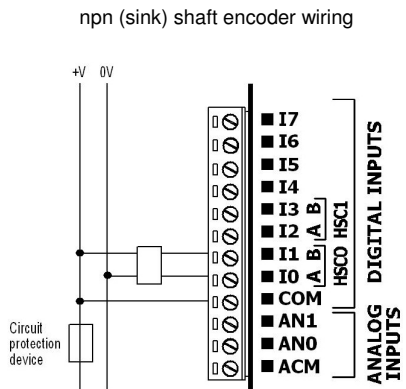 npn (sink) shaft encoder wiring
+V 0V
I7
I6
I5
I4
I3 B
I2 A
HSC1
I1 B
I0 A
HSC0
COM
DIGITAL INPUTS
AN1
AN0
ACM
ANALOG
INPUTS
Circuit
protection
device